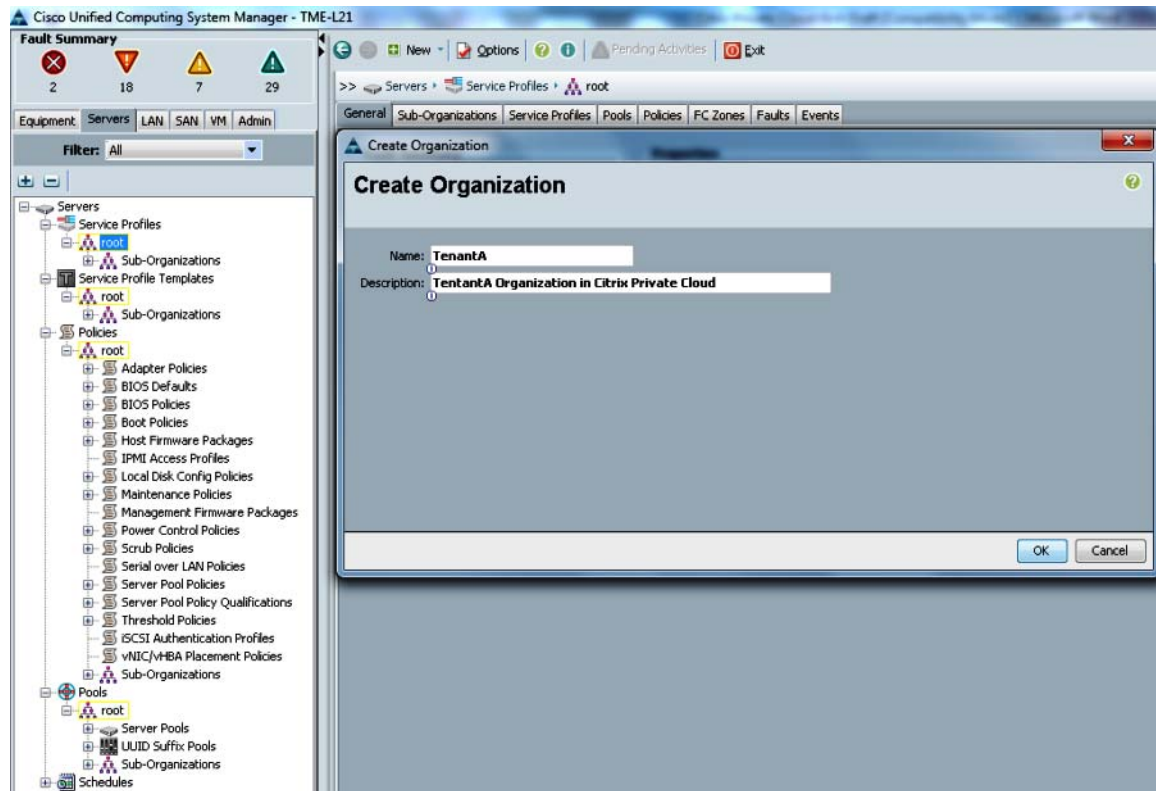 Cisco Unified Computing System Manager - TME-L21
Fault Summary
2 18 7 29
New Options Pending Activities Exit
>> Servers Service Profiles root
Equipment Servers LAN SAN VM Admin
Filter: All
General Sub-Organizations Service Profiles Pools Policies FC Zones Faults Events
Servers
Service Profiles
root
Sub-Organizations
Service Profile Templates
root
Sub-Organizations
Policies
root
Adapter Policies
BIOS Defaults
BIOS Policies
Boot Policies
Host Firmware Packages
IPMI Access Profiles
Local Disk Config Policies
Maintenance Policies
Management Firmware Packages
Power Control Policies
Scrub Policies
Serial over LAN Policies
Server Pool Policies
Server Pool Policy Qualifications
Threshold Policies
iSCSI Authentication Profiles
vNIC/vHBA Placement Policies
Sub-Organizations
Pools
root
Server Pools
UUID Suffix Pools
Sub-Organizations
Schedules
Create Organization
Create Organization
Name: TenantA
Description: TentantA Organization in Citrix Private Cloud
OK Cancel